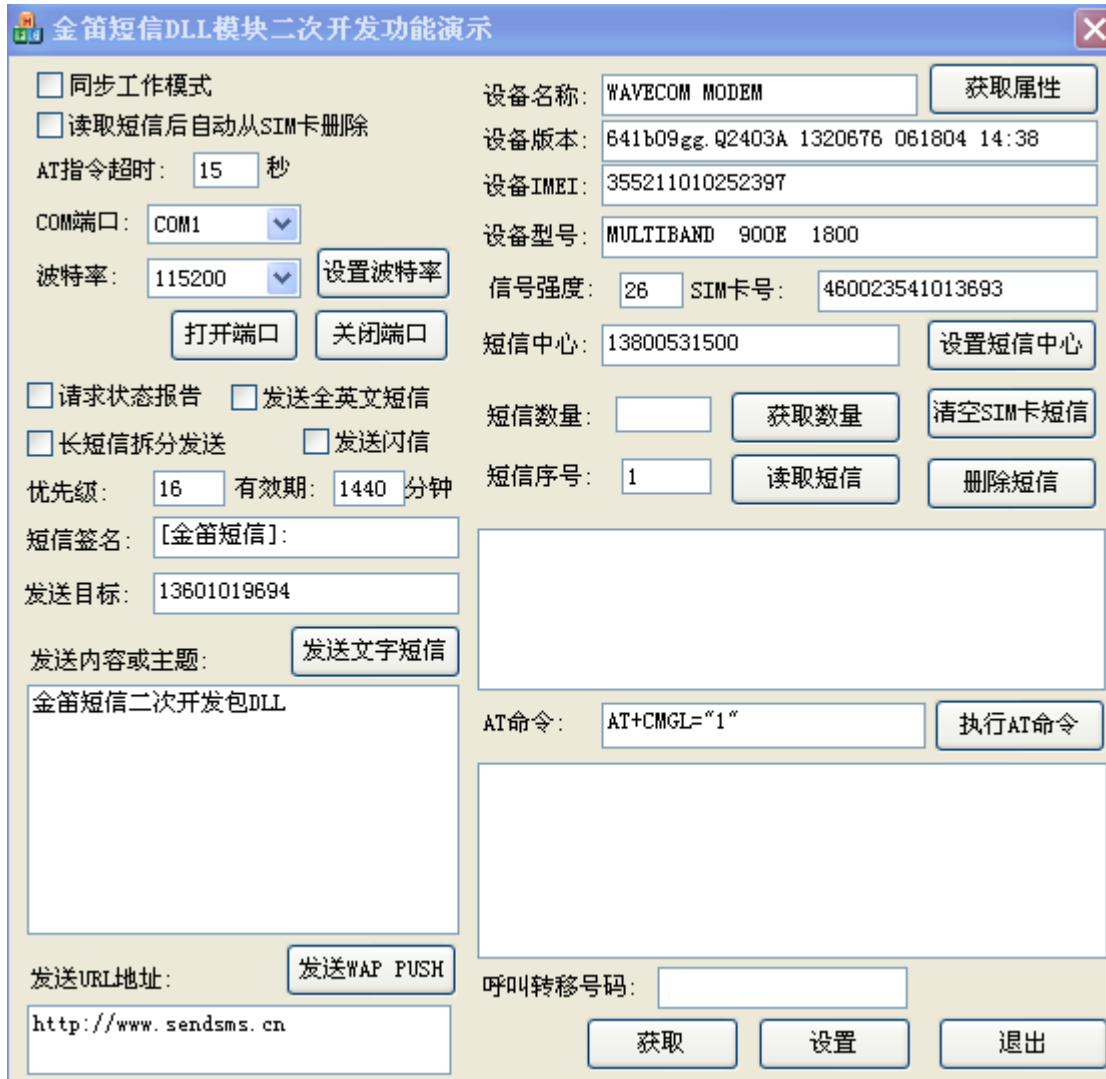 金笛短信DLL模块二次开发功能演示
同步工作模式
读取短信后自动从SIM卡删除
AT指令超时: 15 秒
COM端口: COM1
波特率: 115200 设置波特率
打开端口 关闭端口
请求状态报告 发送全英文短信
长短信拆分发送 发送闪信
优先级: 16 有效期: 1440 分钟
短信签名: [金笛短信]:
发送目标: 13601019694
发送内容或主题: 发送文字短信
金笛短信二次开发包DLL
发送URL地址: 发送WAP PUSH
http://www.sendsms.cn
设备名称: WAVECOM MODEM 获取属性
设备版本: 641b09gg.Q2403A 1320676 061804 14:38
设备IMEI: 355211010252397
设备型号: MULTIBAND 900E 1800
信号强度: 26 SIM卡号: 460023541013693
短信中心: 13800531500 设置短信中心
短信数量: 获取数量 清空SIM卡短信
短信序号: 1 读取短信 删除短信
AT命令: AT+CMGL="1" 执行AT命令
呼叫转移号码:
获取 设置 退出